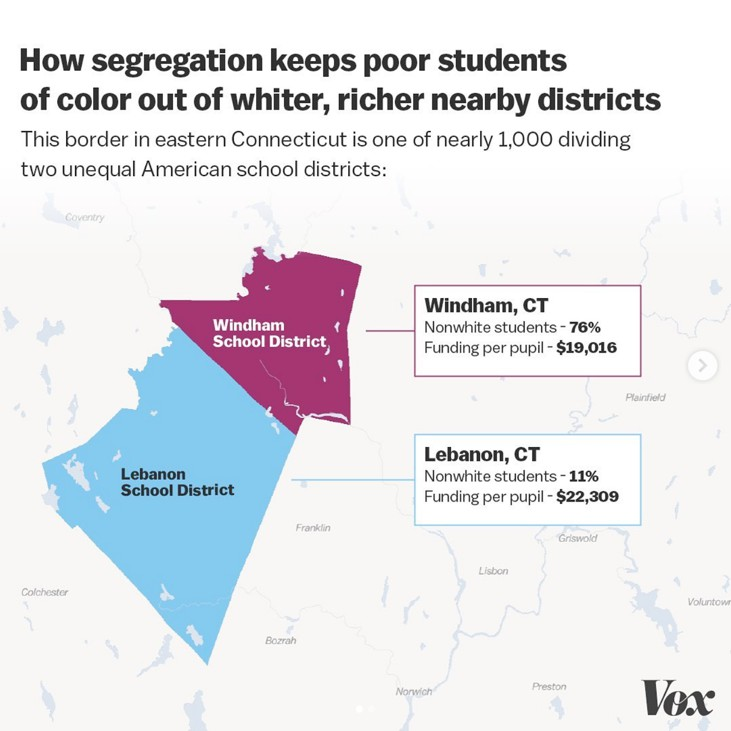 How segregation keeps poor students
of color out of whiter, richer nearby districts
This border in eastern Connecticut is one of nearly 1,000 dividing
two unequal American school districts:
Coventry
Windham
School District
Windham, CT
Nonwhite students - 76%
Funding per pupil - $19,016
Plainfield
Lebanon
School District
Lebanon, CT
Nonwhite students - 11%
Funding per pupil - $22,309
Franklin
Griswold
Lisbon
Colchester
Voluntown
Bozrah
Norwich
Preston
Vox